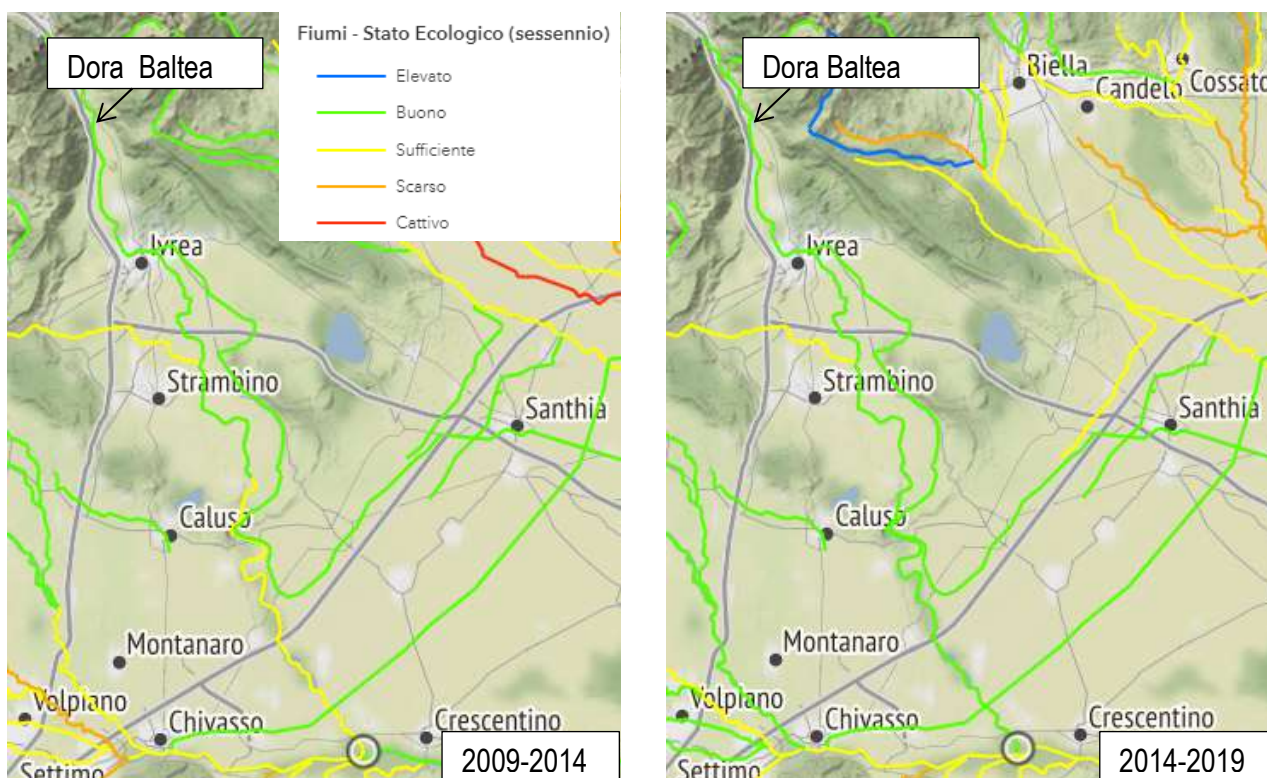 Dora Baltea
Fiumi - Stato Ecologico (sessennio)
Elevato
Buono
Sufficiente
Scarso
Cattivo
Ivrea
Strambino
Santhia
Caluso
Montanaro
Volpiano
Chivasso
Crescentino
Settimo
2009-2014
Dora Baltea
Biella
Candelo
Cossato
Ivrea
Strambino
Santhia
Caluso
Montanaro
Volpiano
Chivasso
Crescentino
Settimo
2014-2019